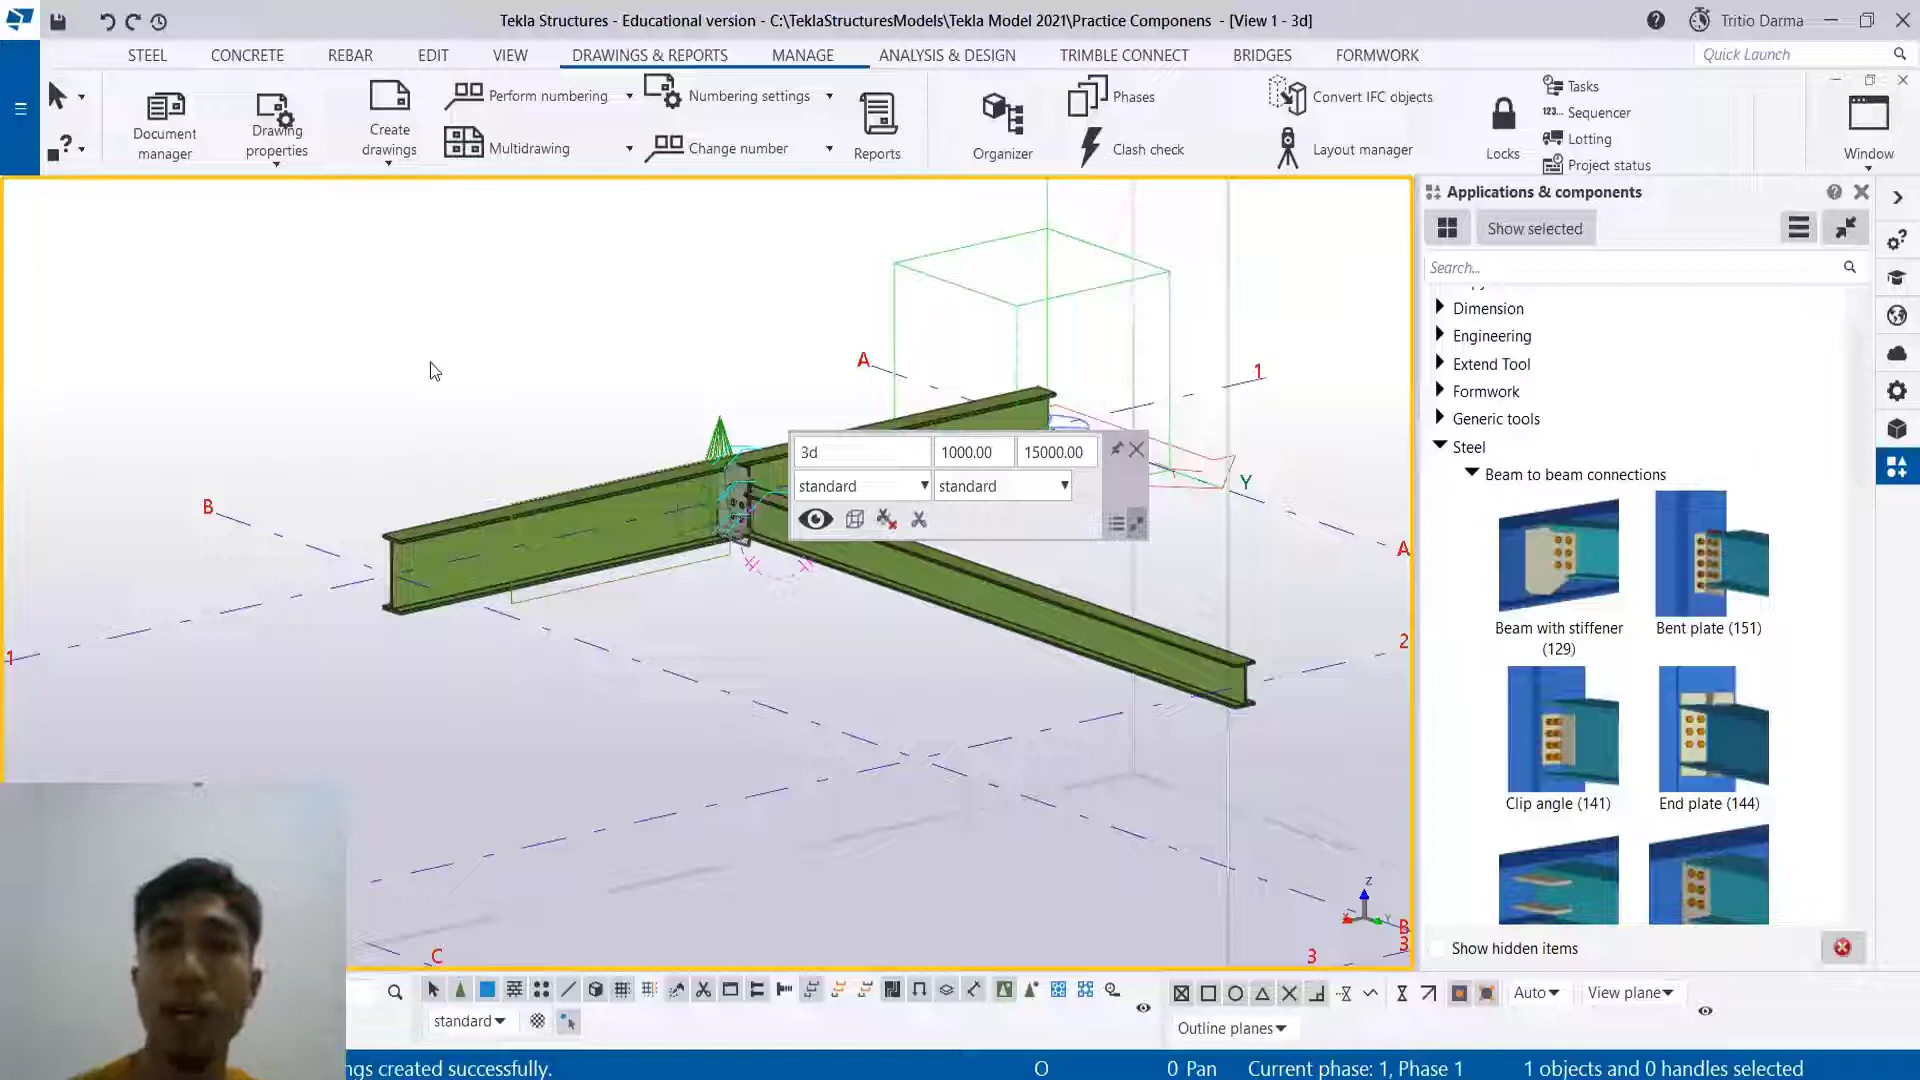 Tekla Structures - Educational version - C:\TeklaStructuresModels\Tekla Model 2021\Practice Componens - [View 1 - 3d]
Tritio Darma
STEEL CONCRETE REBAR EDIT VIEW DRAWINGS & REPORTS MANAGE ANALYSIS & DESIGN TRIMBLE CONNECT BRIDGES FORMWORK
Quick Launch
Document manager
Drawing properties
Create drawings
Perform numbering
Multidrawing
Numbering settings
Change number
Reports
Organizer
Phases
Clash check
Convert IFC objects
Layout manager
Locks
Tasks
123... Sequencer
Lotting
Project status
Window
Applications & components
Show selected
Search...
Dimension
Engineering
Extend Tool
Formwork
Generic tools
Steel
Beam to beam connections
Beam with stiffener (129)
Bent plate (151)
Clip angle (141)
End plate (144)
Show hidden items
A
1
B
Y
A
2
1
B
3
C
3
z
3d 1000.00 15000.00
standard standard
standard
Auto
View plane
Outline planes
ngs created successfully.
O
0 Pan
Current phase: 1, Phase 1
1 objects and 0 handles selected